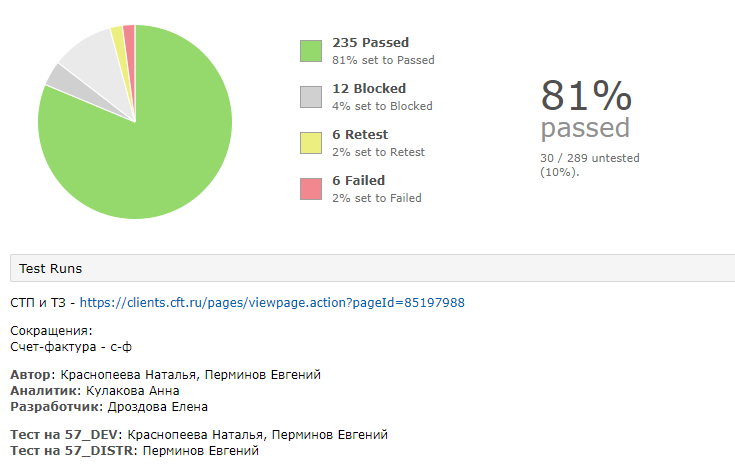 235 Passed
81% set to Passed
12 Blocked
4% set to Blocked
6 Retest
2% set to Retest
6 Failed
2% set to Failed
81%
passed
30 / 289 untested
(10%).
Test Runs
СТП и ТЗ - https://clients.cft.ru/pages/viewpage.action?pageId=85197988
Сокращения:
Счет-фактура - с-ф
Автор: Краснопеева Наталья, Перминов Евгений
Аналитик: Кулакова Анна
Разработчик: Дроздова Елена
Тест на 57_DEV: Краснопеева Наталья, Перминов Евгений
Тест на 57_DISTR: Перминов Евгений